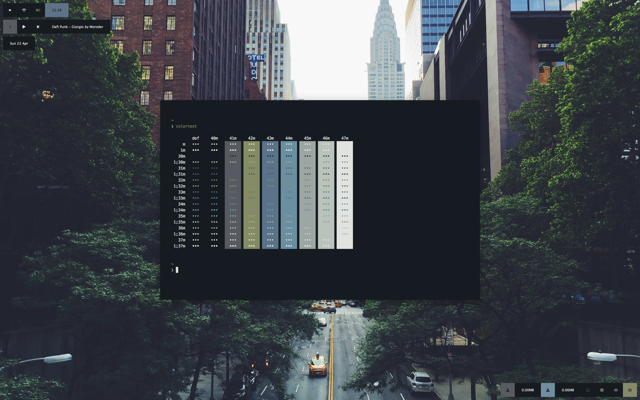 Daft Punk - Giorgio by Moroder
Sun 22 Apr
OTEL
colortest
def 40m 41m 42m 43m 44m 45m 46m 47m
m
1m
30m
1;30m
31m
1;31m
32m
1;32m
33m
1;33m
34m
1;34m
35m
1;35m
36m
1;36m
37m
1;37m
0.00MB 0.00MB